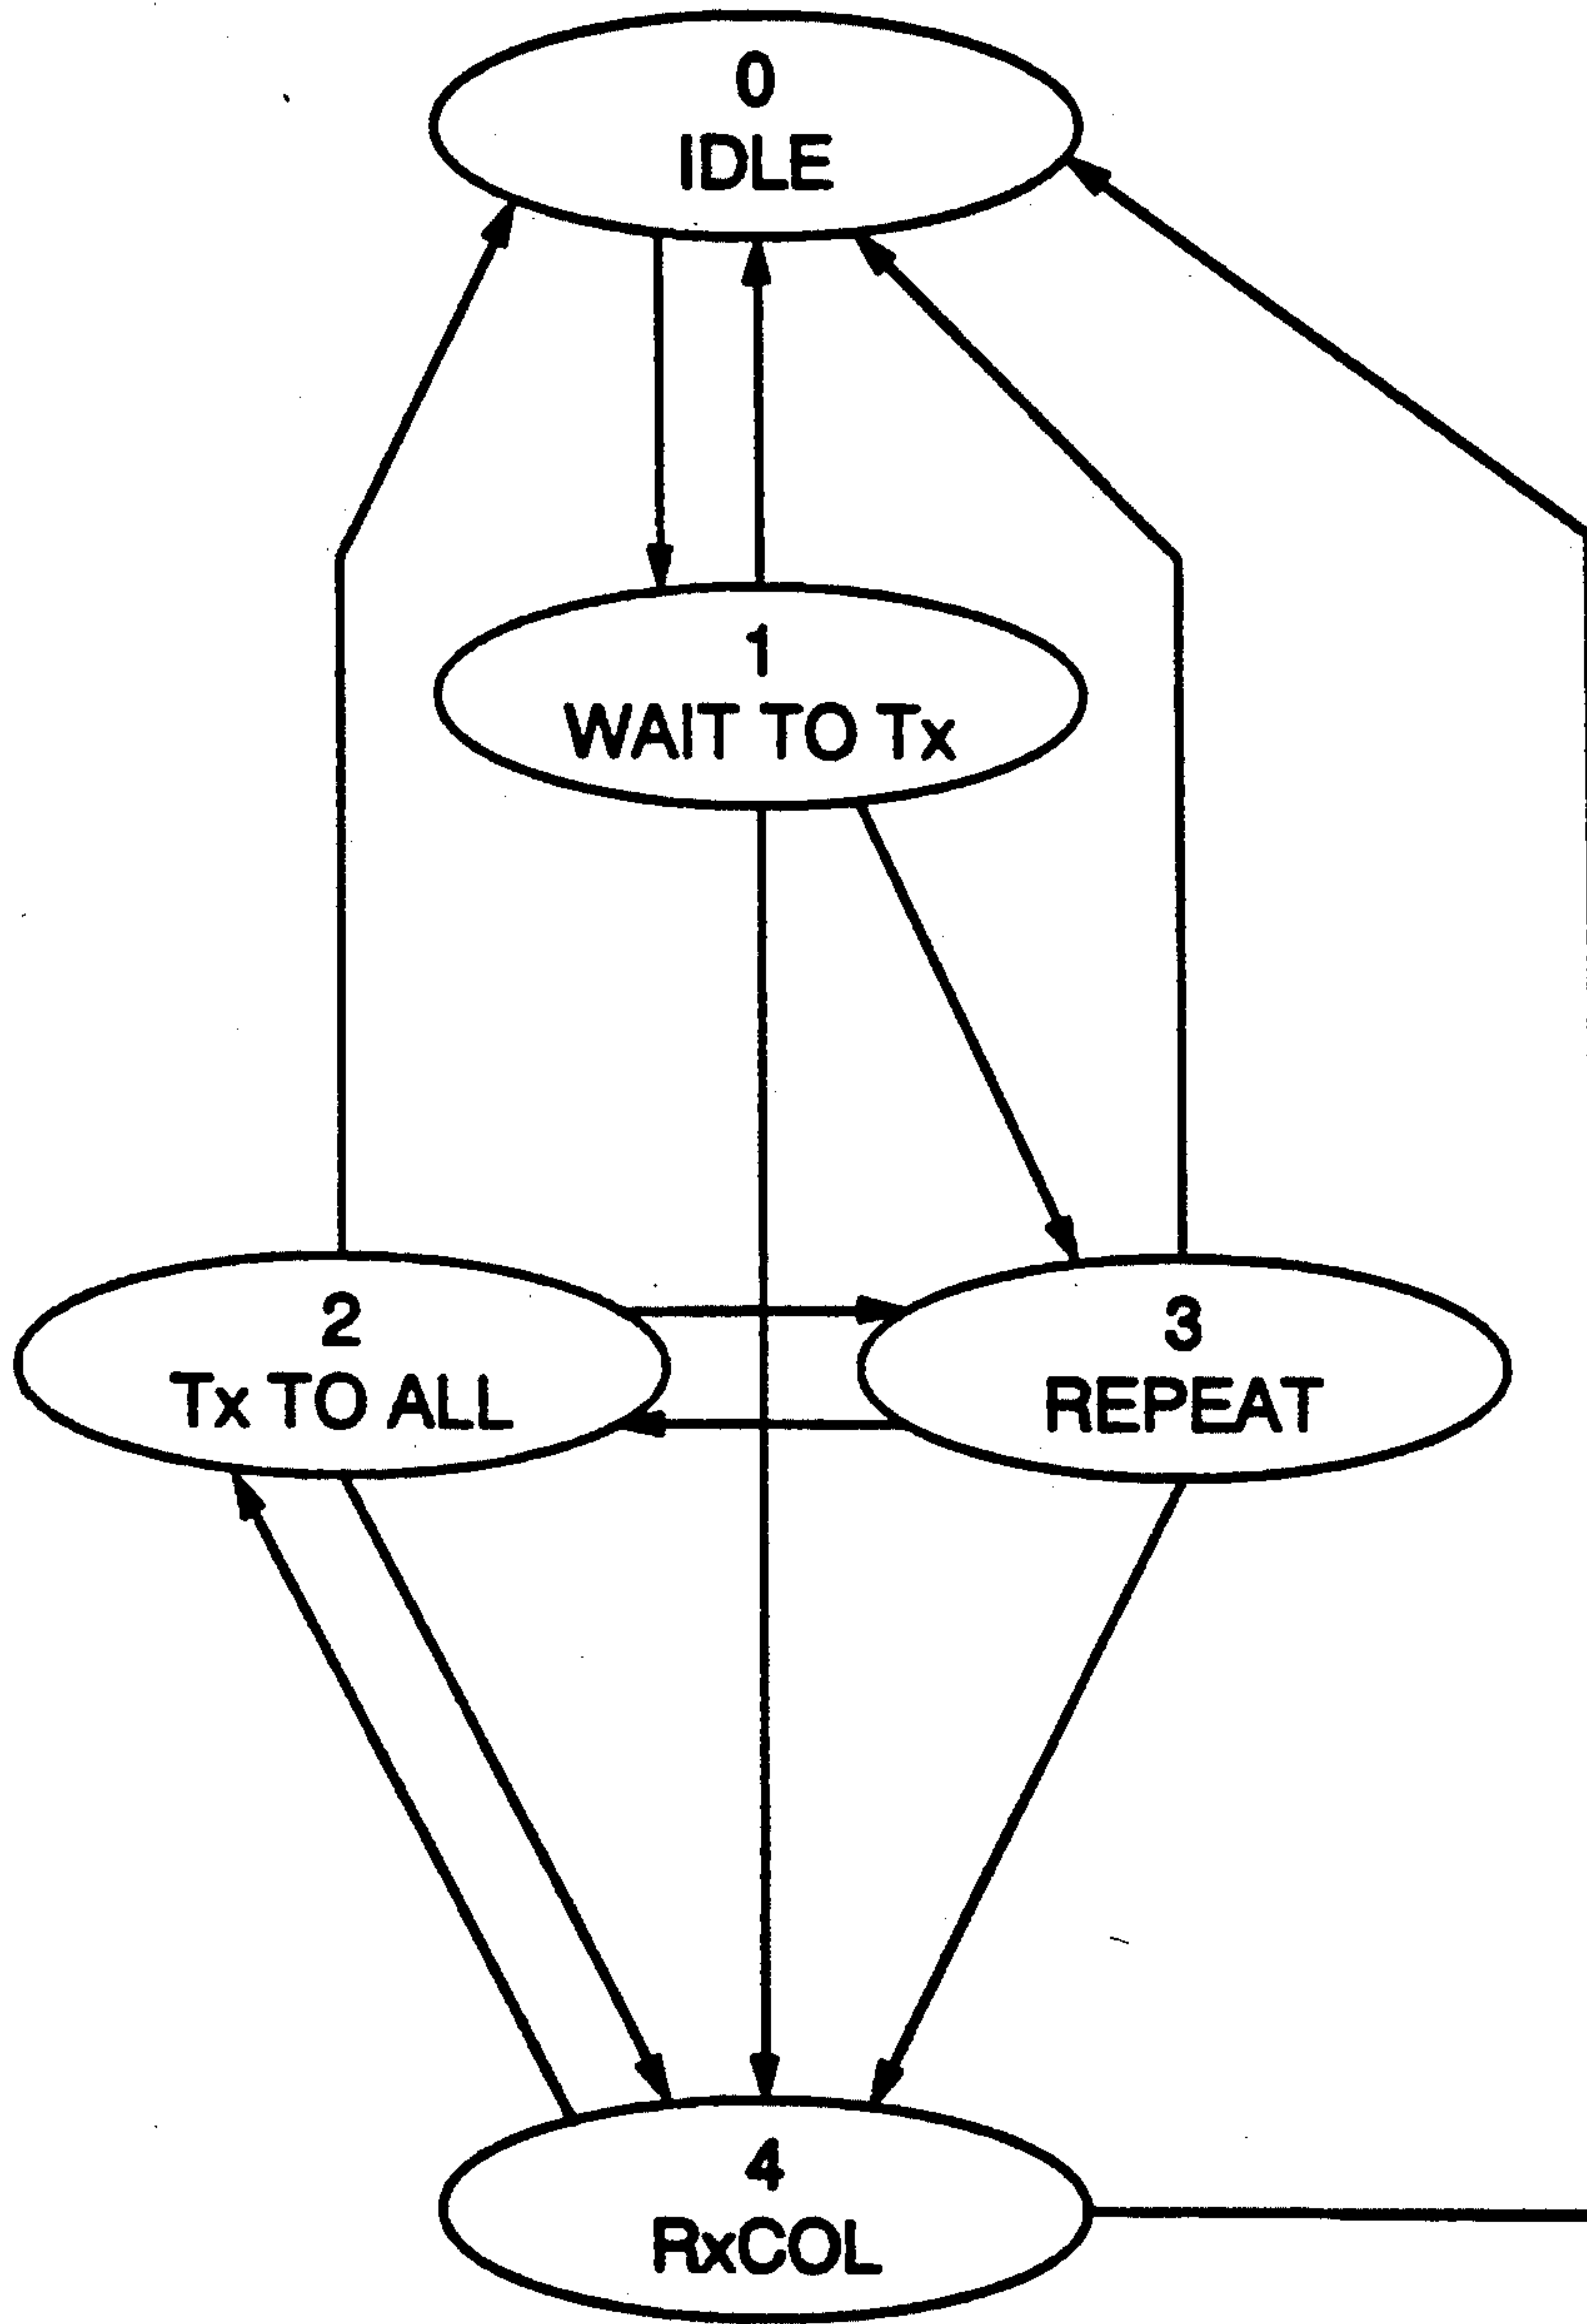 0
IDLE
1
WAIT TO Tx
2
Tx TO ALL
3
REPEAT
4
RxCOL